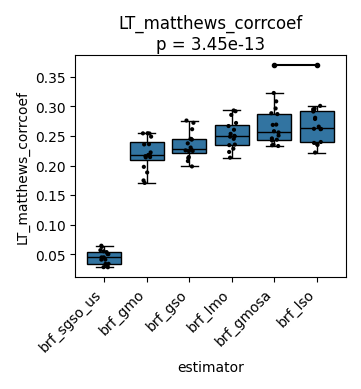 LT_matthews_corrcoef
p = 3.45e-13
LT_matthews_corrcoef
0.35
0.30
0.25
0.20
0.15
0.10
0.05
brf_sgso_us
brf_gmo
brf_gso
brf_lmo
brf_gmosa
brf_lso
estimator